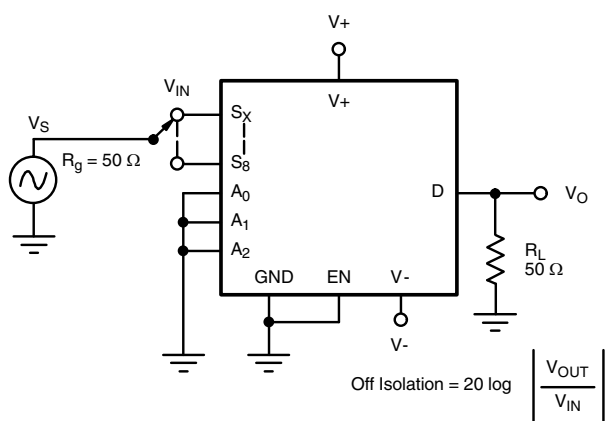 V+
V+
VIN
VS
Rg = 50 Ω
SX
S8
A0
A1
A2
D
VO
RL
50 Ω
GND EN V-
V-
Off Isolation = 20 log | VOUT / VIN |